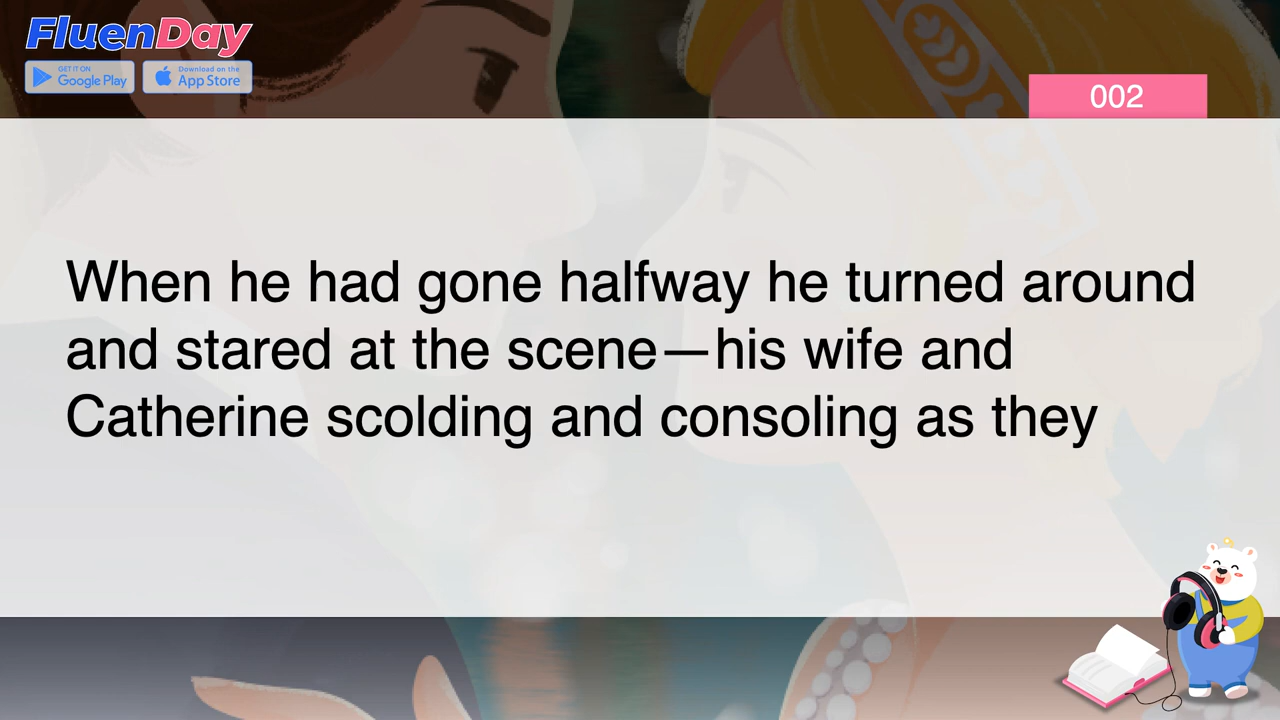 FluenDay
GET IT ON
Google Play
Download on the
App Store
002
When he had gone halfway he turned around
and stared at the scene—his wife and
Catherine scolding and consoling as they